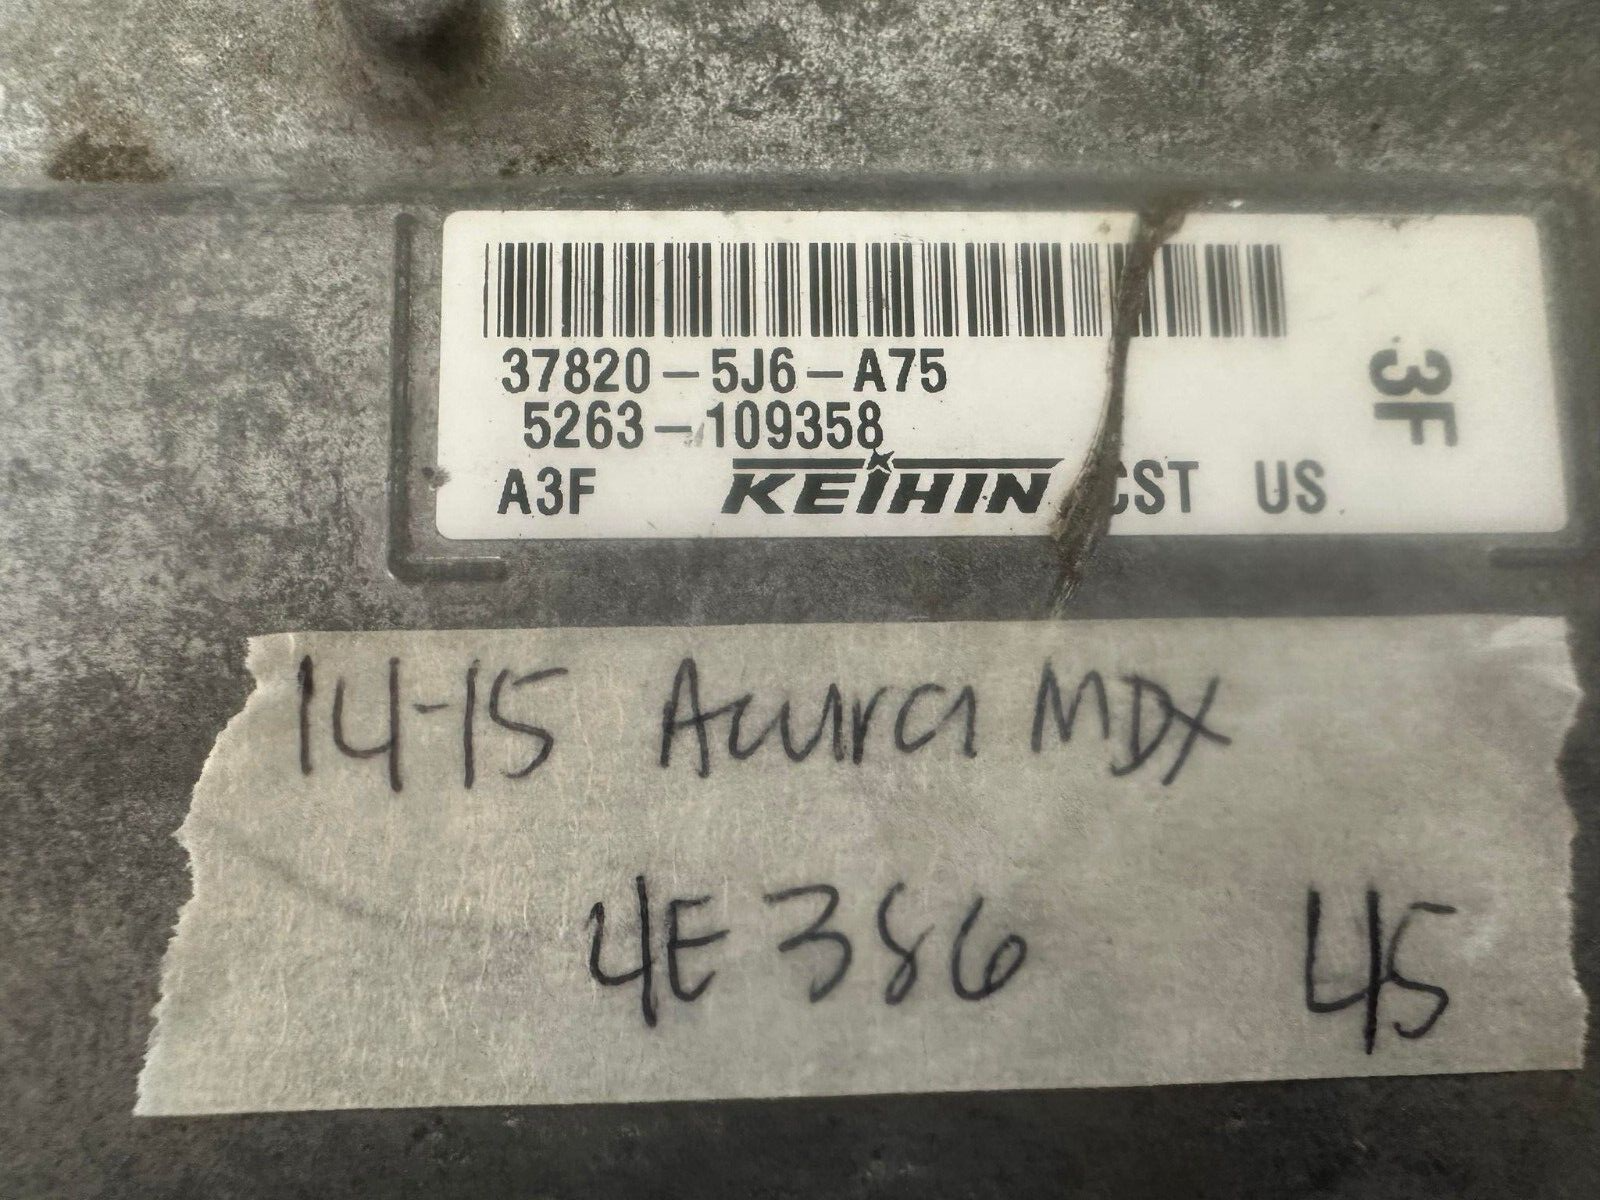 37820-5J6-A75
5263-109358
A3F KEIHIN CST US
3F
14-15 Acura MDX
4E386 45